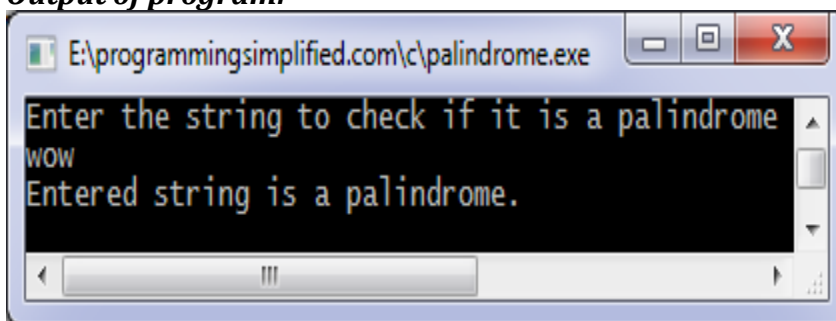 Output of program:
E:\programmingsimplified.com\c\palindrome.exe
Enter the string to check if it is a palindrome
wow
Entered string is a palindrome.